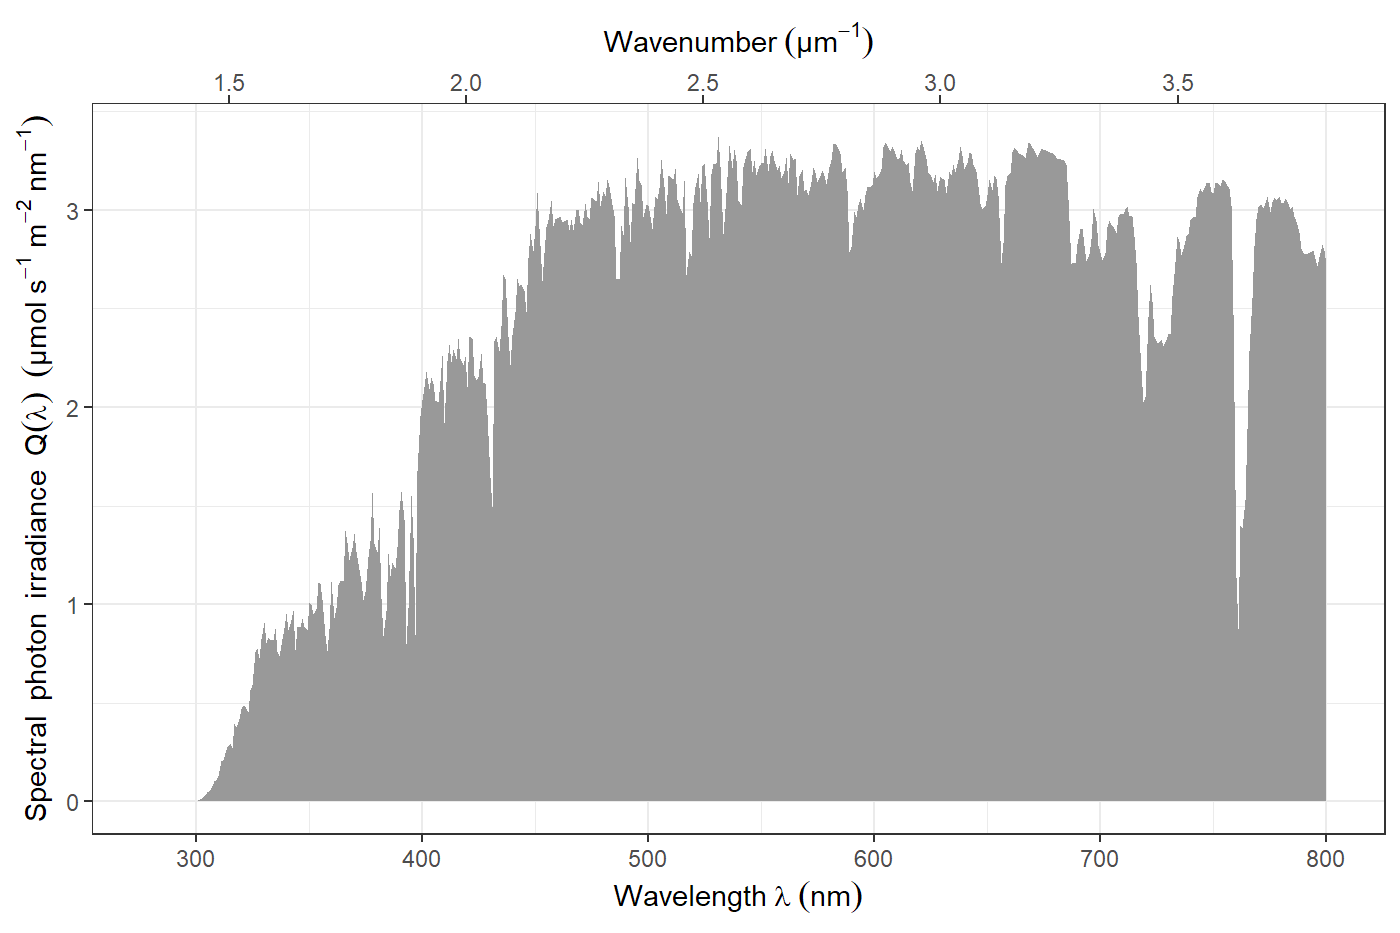 Wavenumber (µm⁻¹)
1.5 2.0 2.5 3.0 3.5
Spectral photon irradiance Q(λ) (µmol s⁻¹ m⁻² nm⁻¹)
3
2
1
0
300 400 500 600 700 800
Wavelength λ (nm)